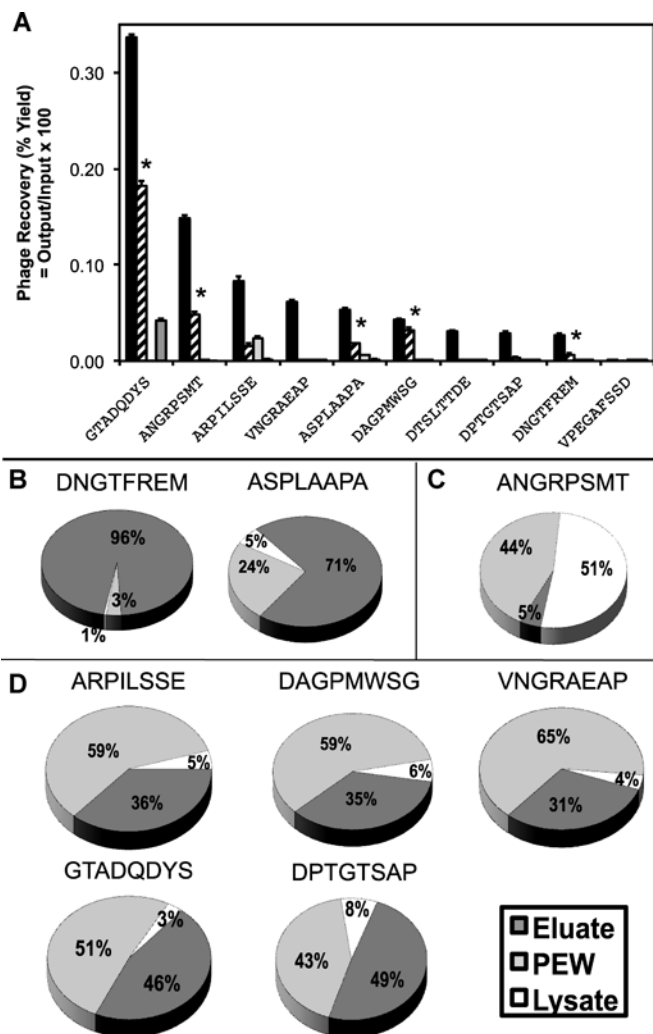 A
Phage Recovery (% Yield)
= Output/Input x 100
0.30
0.20
0.10
0.00
*
*
*
*
*
GTADQDYS
ANGRPSMT
ARPILSSE
VNGRAEAP
ASPLAAPA
DAGPMWSG
DTSLTTDE
DPTGTSAP
DNGTFREM
VPEGAFSSD
B
DNGTFREM
ASPLAAPA
C
ANGRPSMT
96%
3%
1%
5%
24%
71%
44%
51%
5%
D
ARPILSSE
DAGPMWSG
VNGRAEAP
59%
5%
36%
59%
6%
35%
65%
4%
31%
GTADQDYS
DPTGTSAP
51%
3%
46%
43%
8%
49%
Eluate
PEW
Lysate